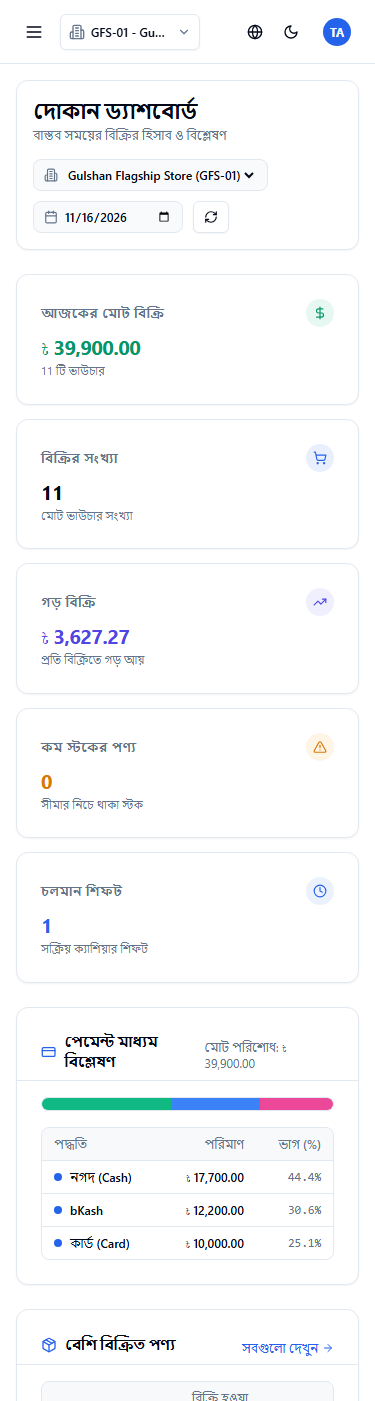 GFS-01 - Gu...
TA
দোকান ড্যাশবোর্ড
বাস্তব সময়ের বিক্রির হিসাব ও বিশ্লেষণ
Gulshan Flagship Store (GFS-01)
11/16/2026
আজকের মোট বিক্রি
৳ 39,900.00
11 টি ভাউচার
বিক্রির সংখ্যা
11
মোট ভাউচার সংখ্যা
গড় বিক্রি
৳ 3,627.27
প্রতি বিক্রিতে গড় আয়
কম স্টকের পণ্য
0
সীমার নিচে থাকা স্টক
চলমান শিফট
1
সক্রিয় ক্যাশিয়ার শিফট
পেমেন্ট মাধ্যম
বিশ্লেষণ
মোট পরিশোধ: ৳
39,900.00
পদ্ধতি পরিমাণ ভাগ (%)
নগদ (Cash) ৳ 17,700.00 44.4%
bKash ৳ 12,200.00 30.6%
কার্ড (Card) ৳ 10,000.00 25.1%
বেশি বিক্রিত পণ্য সবগুলো দেখুন →
বিক্রি হওয়া